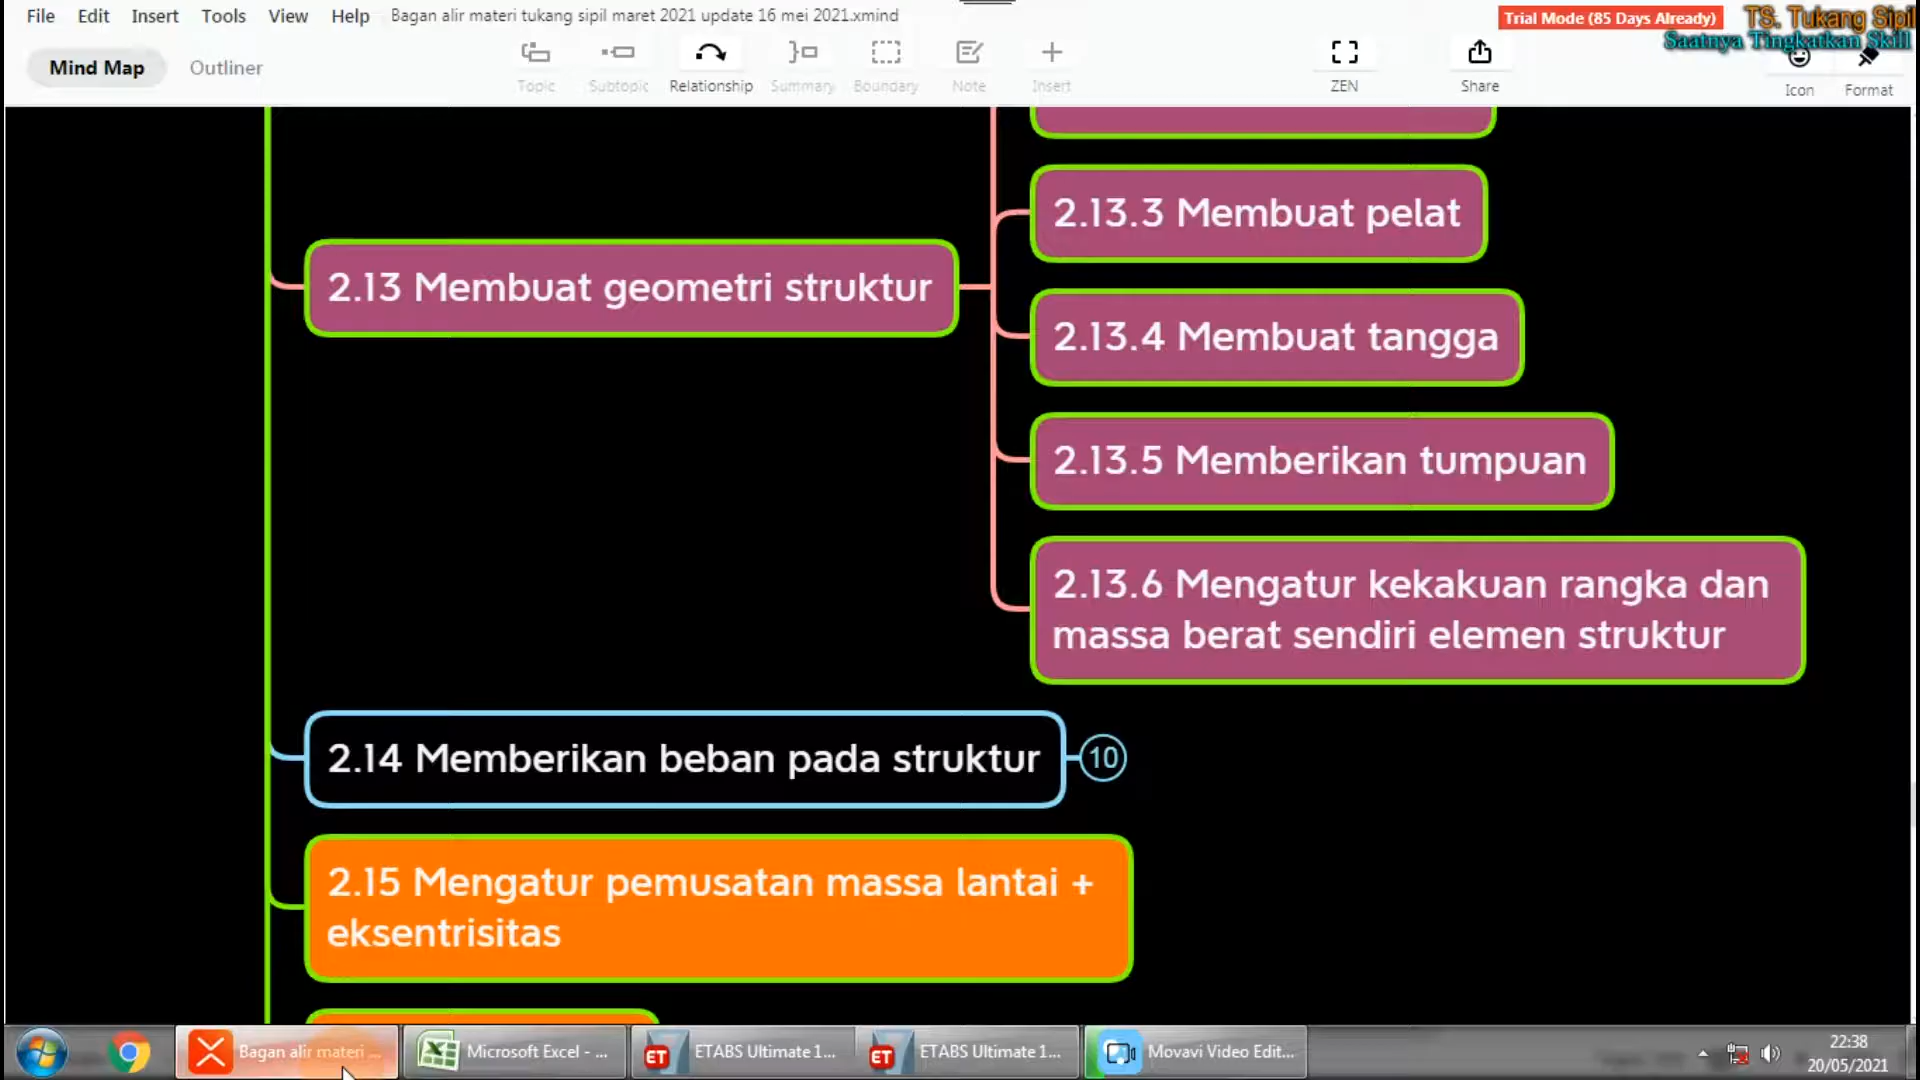 File Edit Insert Tools View Help Bagan alir materi tukang sipil maret 2021 update 16 mei 2021.xmind
Trial Mode (85 Days Already)
TS. Tukang Sipil
Saatnya Tingkatkan Skill
Mind Map Outliner
Topic Subtopic Relationship Summary Boundary Note Insert ZEN Share Icon Format
2.13.3 Membuat pelat
2.13 Membuat geometri struktur
2.13.4 Membuat tangga
2.13.5 Memberikan tumpuan
2.13.6 Mengatur kekakuan rangka dan
massa berat sendiri elemen struktur
2.14 Memberikan beban pada struktur
10
2.15 Mengatur pemusatan massa lantai +
eksentrisitas
Bagan alir materi ... Microsoft Excel - ... ET ETABS Ultimate 1... ET ETABS Ultimate 1... Movavi Video Edit...
22:38
20/05/2021